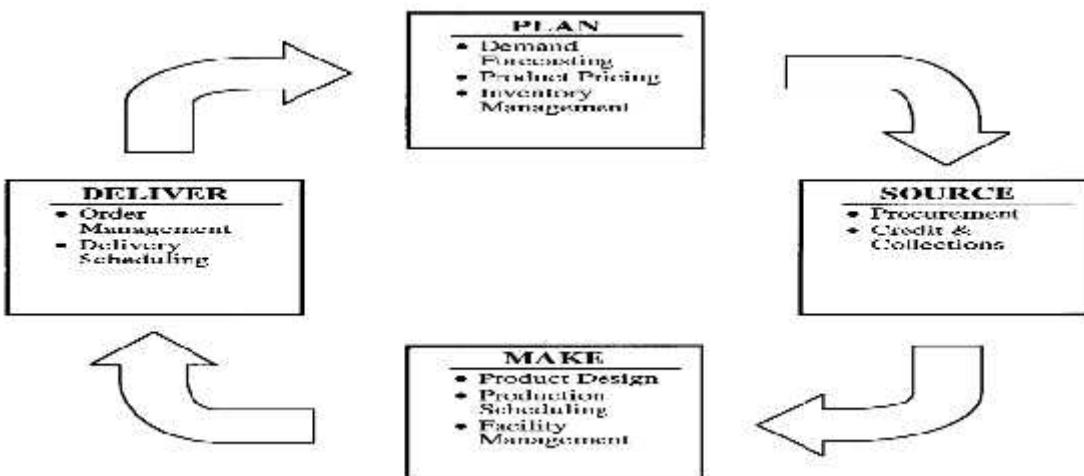 PLAN
• Demand
Forecasting
• Product Pricing
• Inventory
Management
DELIVER
• Order
Management
• Delivery
Scheduling
SOURCE
• Procurement
• Credit &
Collections
MAKE
• Product Design
• Production
Scheduling
• Facility
Management